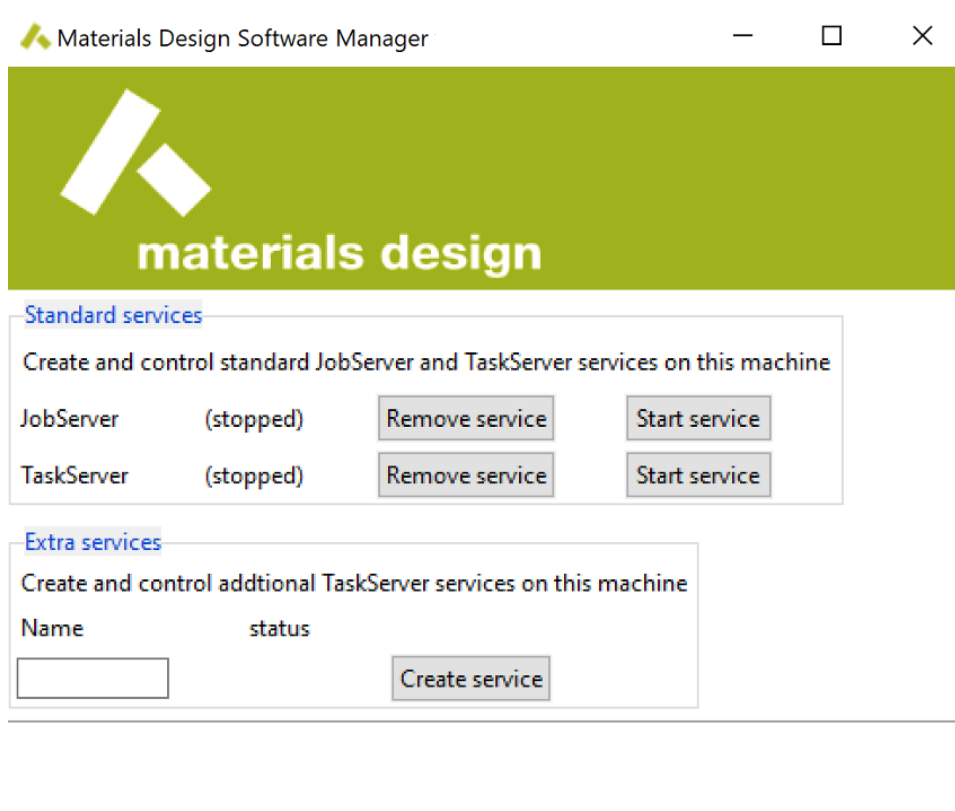 Materials Design Software Manager
materials design
Standard services
Create and control standard JobServer and TaskServer services on this machine
JobServer (stopped) Remove service Start service
TaskServer (stopped) Remove service Start service
Extra services
Create and control addtional TaskServer services on this machine
Name status
Create service